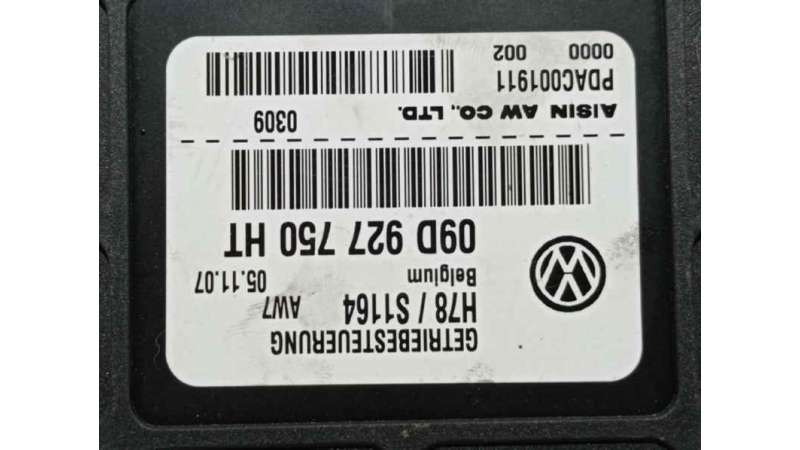 GETRIEBESTEUERUNG
H78 / S1164 AW7
Belgium 05.11.07
09D 927 750 HT
AISIN AW CO., LTD. 0309
PDAC001911
0000 002